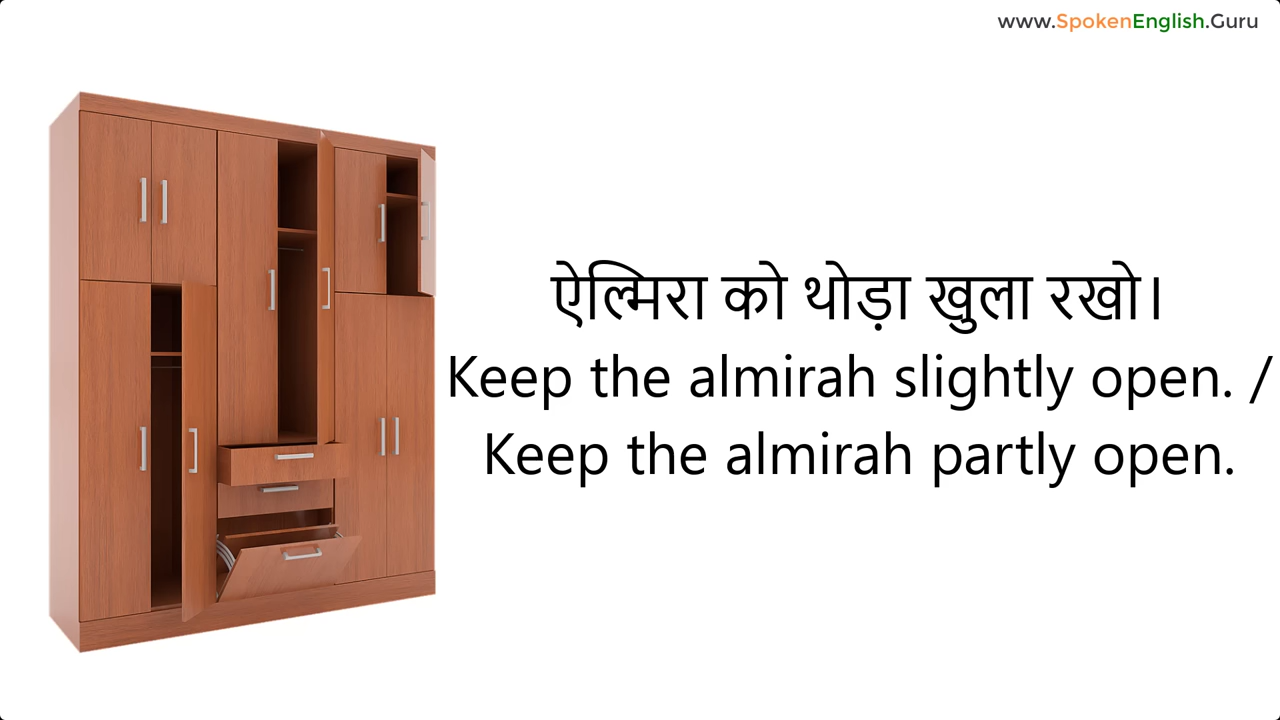 www.SpokenEnglish.Guru
ऐल्मिरा को थोड़ा खुला रखो।
Keep the almirah slightly open. /
Keep the almirah partly open.